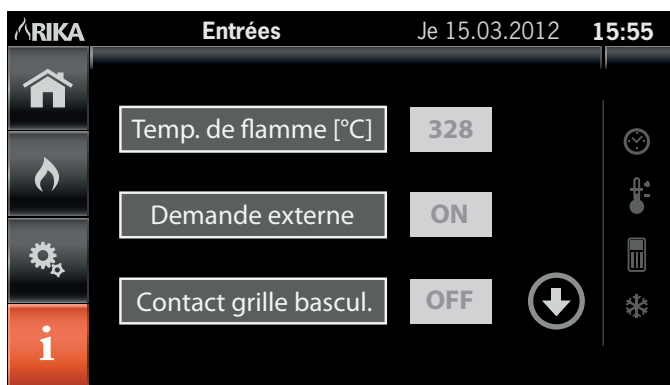 RIKA Entrées Je 15.03.2012 15:55
Temp. de flamme [°C] 328
Demande externe ON
Contact grille bascul. OFF
i